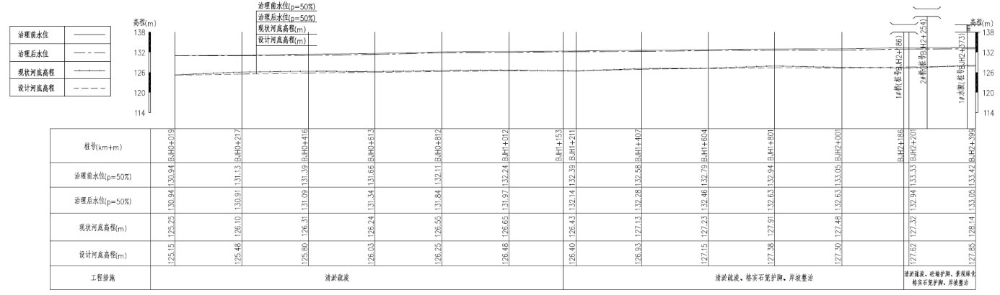 治理前水位(p=50%)
治理后水位(p=50%)
现状河底高程(m)
设计河底高程(m)
治理前水位
治理后水位
现状河底高程
设计河底高程
高程(m)
138
132
126
120
114
1#桥(桩号BJH2+186)
2#桥(桩号BJH2+254)
1#水陂(桩号BJH2+373)
高程(m)
138
132
126
120
114
桩号(km+m) BJH0+019 BJH0+217 BJH0+416 BJH0+613 BJH0+812 BJH1+012 BJH1+153 BJH1+211 BJH1+407 BJH1+604 BJH1+801 BJH2+001 BJH2+186 BJH2+201 BJH2+399
治理前水位(p=50%) 130.94 131.13 131.39 131.66 132.11 132.24 132.39 132.58 132.79 132.94 133.05 133.33 133.42
治理后水位(p=50%) 130.94 130.91 131.09 131.34 131.84 131.97 132.14 132.28 132.46 132.63 132.63 132.94 133.05
现状河底高程(m) 125.25 126.10 126.31 126.24 126.55 126.65 126.43 127.13 127.23 127.91 127.48 127.32 128.14
设计河底高程(m) 125.15 125.48 125.80 126.03 126.25 126.48 126.40 126.93 127.15 127.38 127.30 127.62 127.85
工程措施 清淤疏浚 清淤疏浚、格宾石笼护脚、岸坡整治 清淤疏浚、砼墙护脚、景观绿化
格宾石笼护脚、岸坡整治